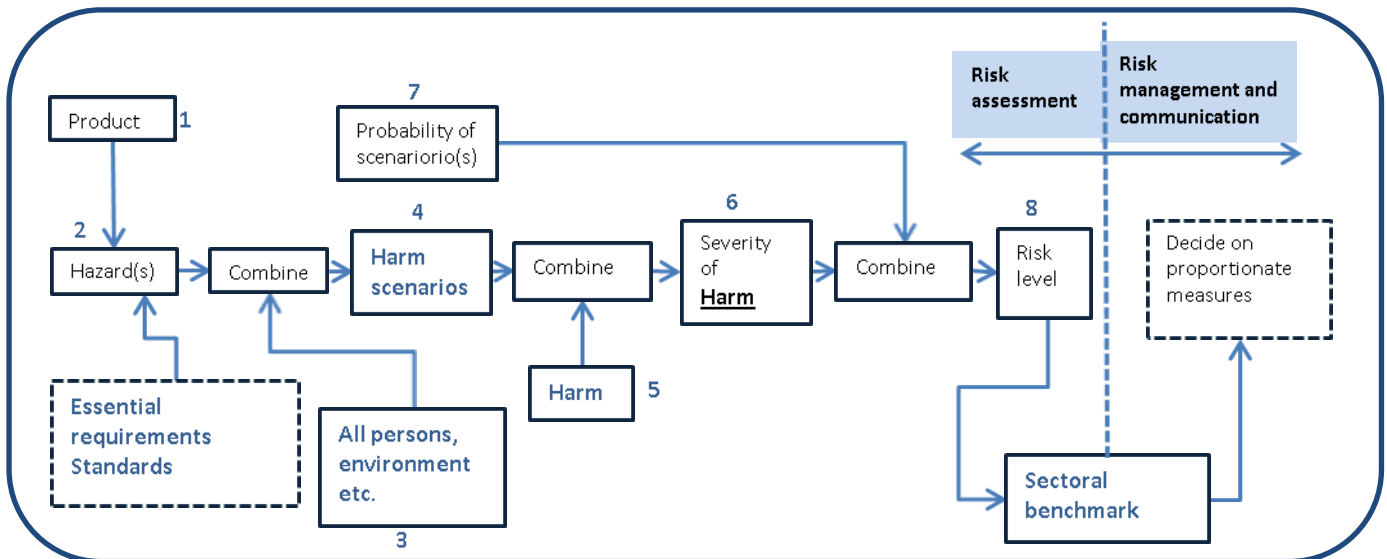 Risk
assessment
Risk
management and
communication
Product
1
7
Probability of
scenariorio(s)
2
Hazard(s)
Combine
4
Harm
scenarios
Combine
6
Severity
of
Harm
Combine
8
Risk
level
Decide on
proportionate
measures
Essential
requirements
Standards
All persons,
environment
etc.
3
Harm
5
Sectoral
benchmark